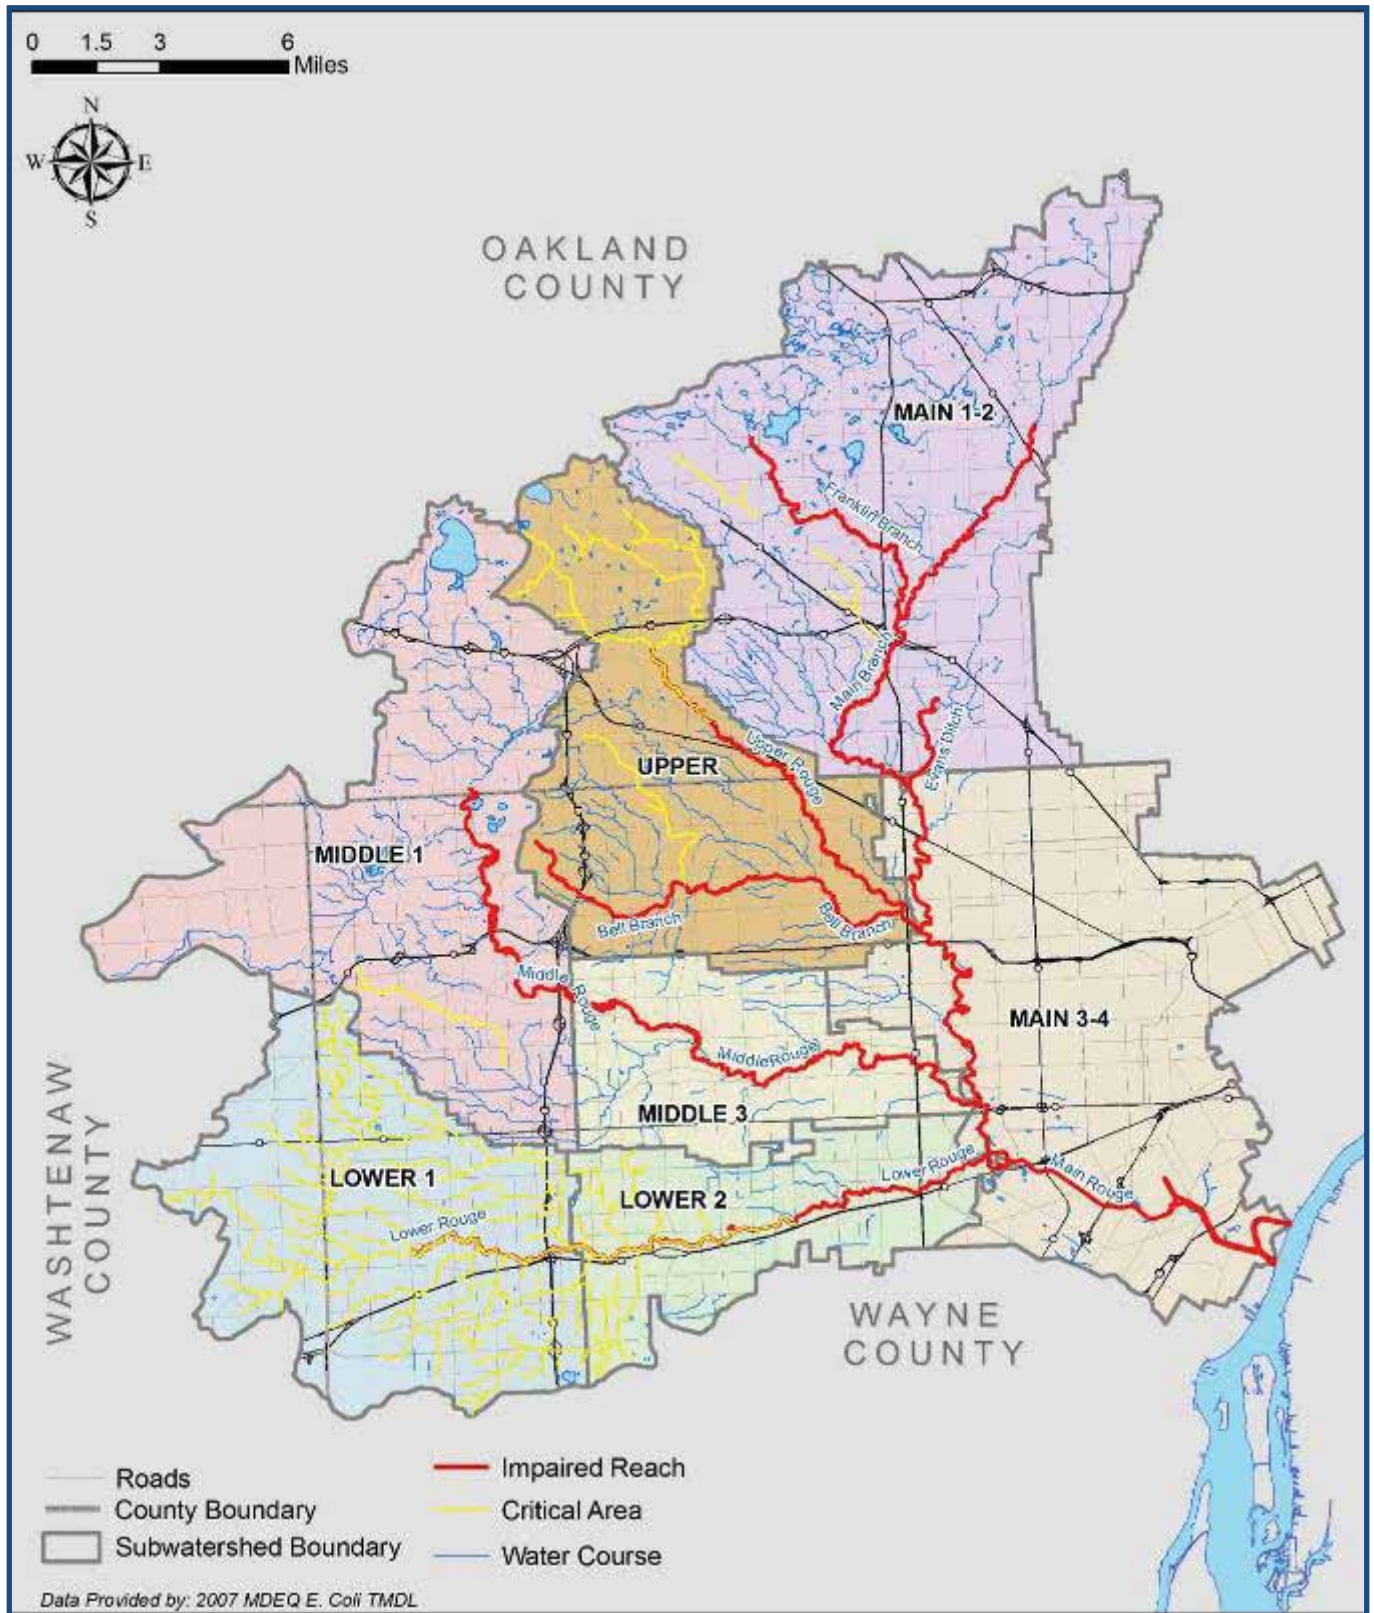 0 1.5 3 6
Miles
N
W E
S
OAKLAND
COUNTY
MAIN 1-2
Franklin Branch
Main Branch
Evans Ditch
Upper Rouge
UPPER
MIDDLE 1
Bell Branch
Bell Branch
Middle Rouge
MAIN 3-4
Middle Rouge
MIDDLE 3
WASHTENAW
COUNTY
LOWER 1
LOWER 2
Lower Rouge
Lower Rouge
Main Rouge
WAYNE
COUNTY
Roads
County Boundary
Subwatershed Boundary
Impaired Reach
Critical Area
Water Course
Data Provided by: 2007 MDEQ E. Coli TMDL